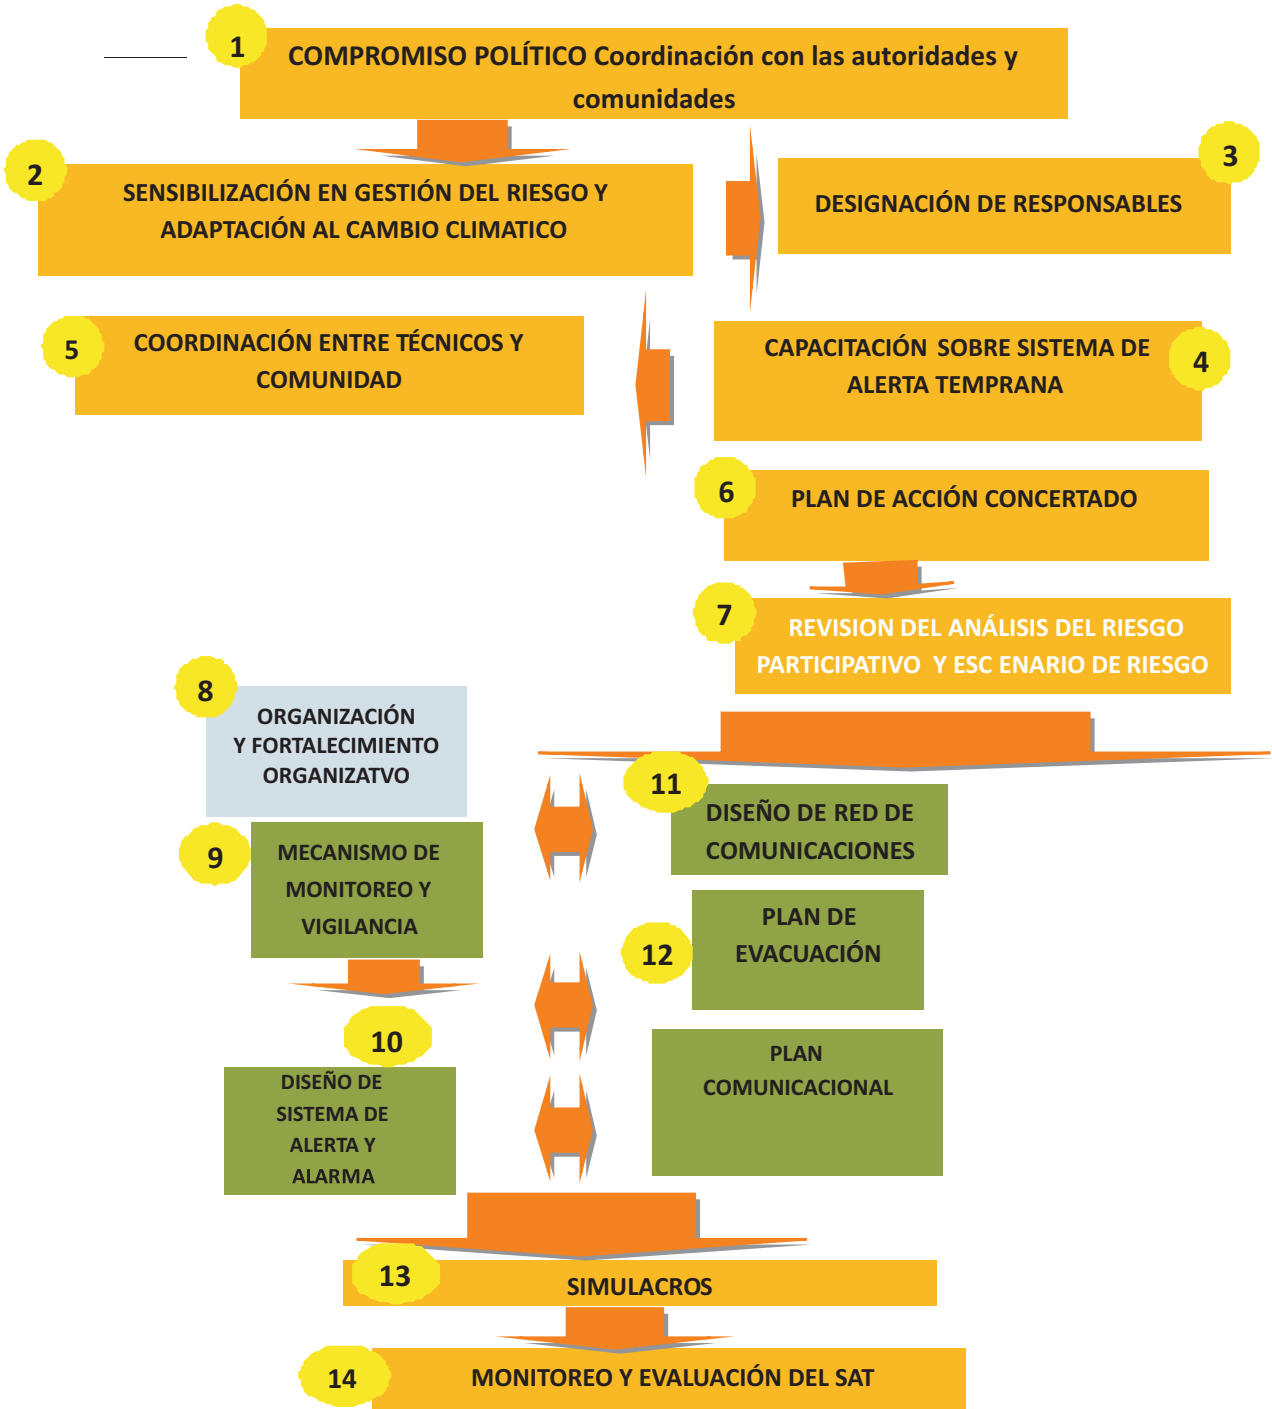 1
COMPROMISO POLÍTICO Coordinación con las autoridades y
comunidades
2
SENSIBILIZACIÓN EN GESTIÓN DEL RIESGO Y
ADAPTACIÓN AL CAMBIO CLIMATICO
3
DESIGNACIÓN DE RESPONSABLES
4
CAPACITACIÓN SOBRE SISTEMA DE
ALERTA TEMPRANA
5
COORDINACIÓN ENTRE TÉCNICOS Y
COMUNIDAD
6
PLAN DE ACCIÓN CONCERTADO
7
REVISION DEL ANÁLISIS DEL RIESGO
PARTICIPATIVO Y ESC ENARIO DE RIESGO
8
ORGANIZACIÓN
Y FORTALECIMIENTO
ORGANIZATVO
9
MECANISMO DE
MONITOREO Y
VIGILANCIA
10
DISEÑO DE
SISTEMA DE
ALERTA Y
ALARMA
11
DISEÑO DE RED DE
COMUNICACIONES
12
PLAN DE
EVACUACIÓN
PLAN
COMUNICACIONAL
13
SIMULACROS
14
MONITOREO Y EVALUACIÓN DEL SAT